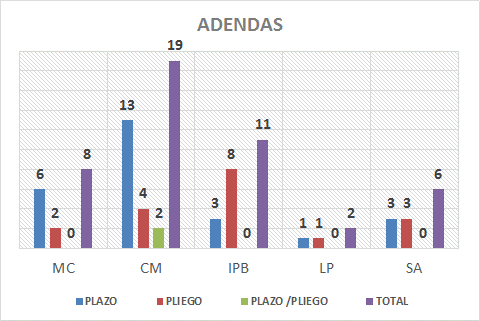 ADENDAS
19
13
11
8
8
6
6
4
3
3
3
2
2
2
1
1
0
0
0
0
MC
CM
IPB
LP
SA
PLAZO
PLIEGO
PLAZO /PLIEGO
TOTAL